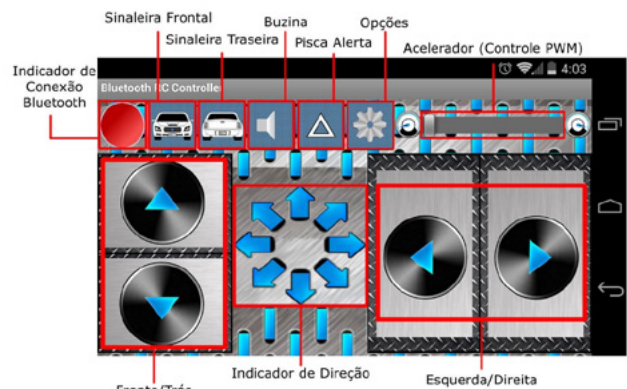 Sinaleira Frontal
Buzina
Opções
Sinaleira Traseira
Pisca Alerta
Acelerador (Controle PWM)
Indicador de
Conexão
Bluetooth
4:03
Bluetooth RC Controller
Indicador de Direção
Esquerda/Direita